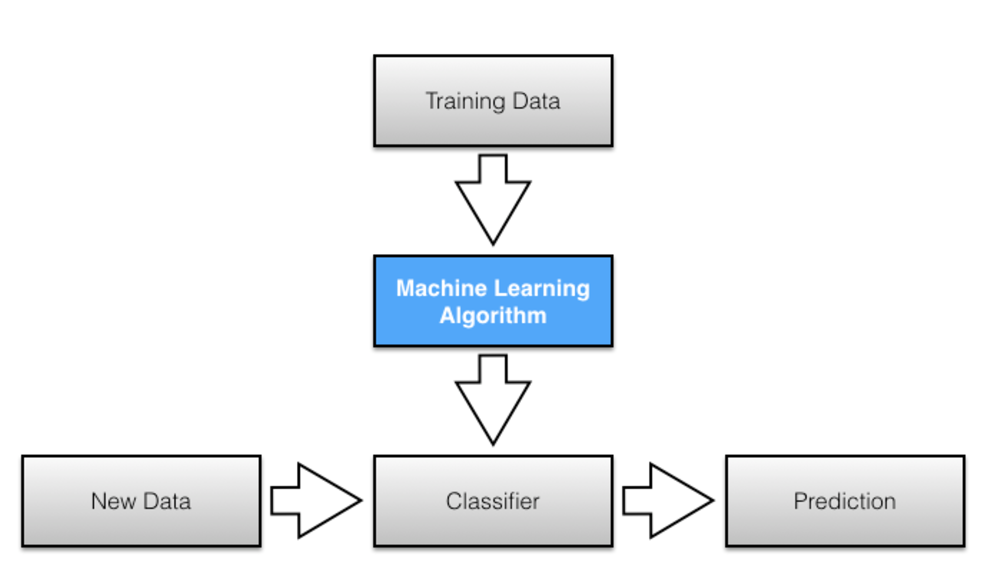 Training Data
Machine Learning
Algorithm
New Data
Classifier
Prediction